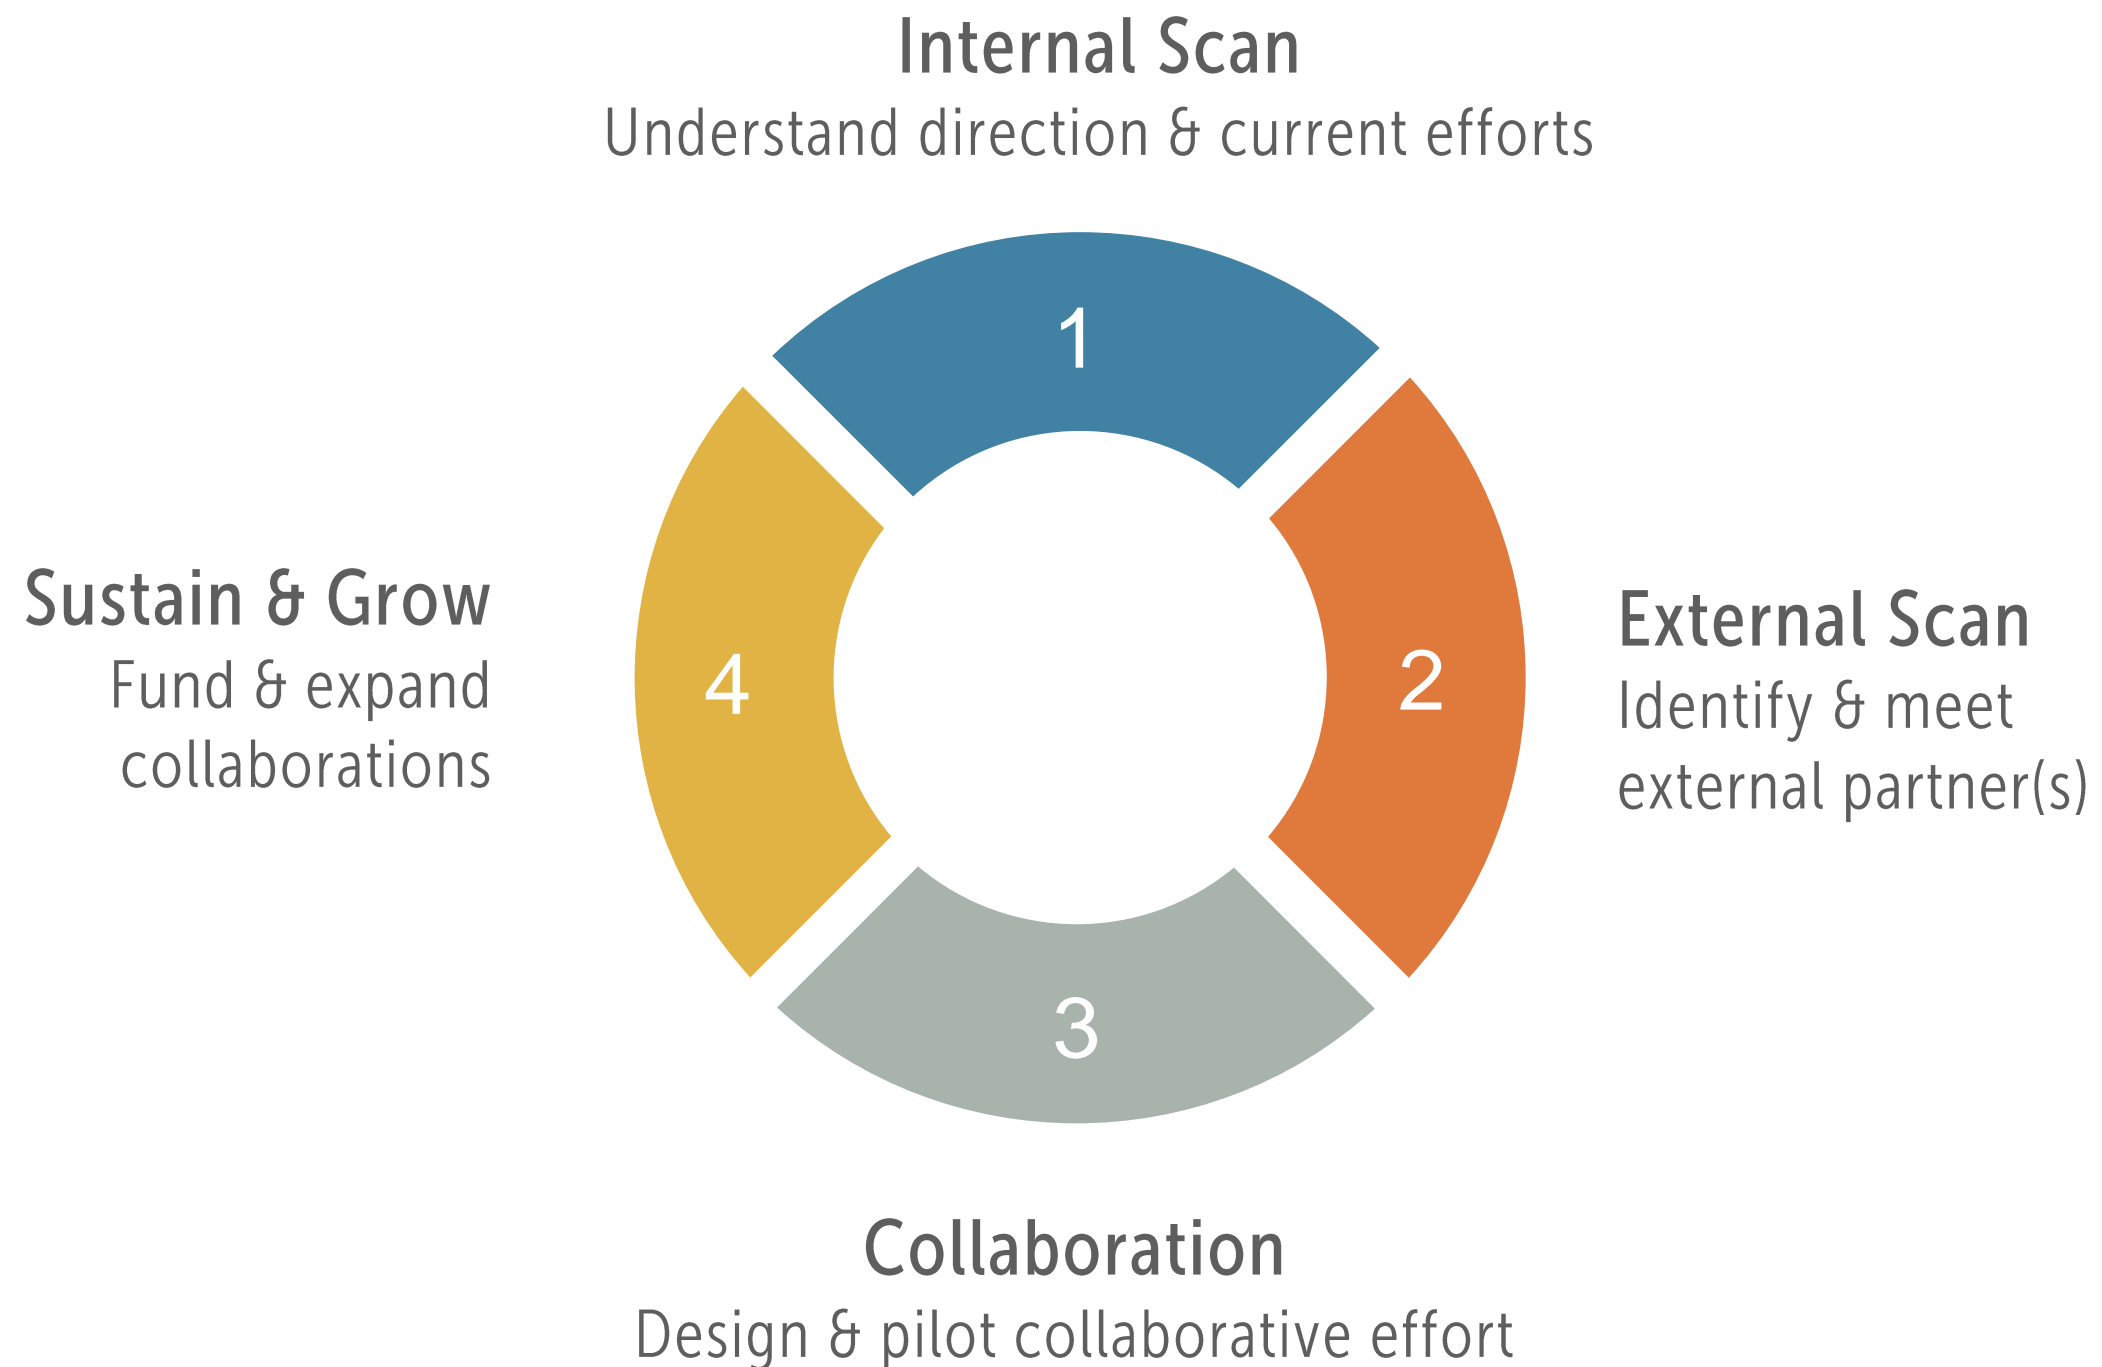 Internal Scan
Understand direction & current efforts
1
Sustain & Grow
Fund & expand
collaborations
4
2
External Scan
Identify & meet
external partner(s)
3
Collaboration
Design & pilot collaborative effort